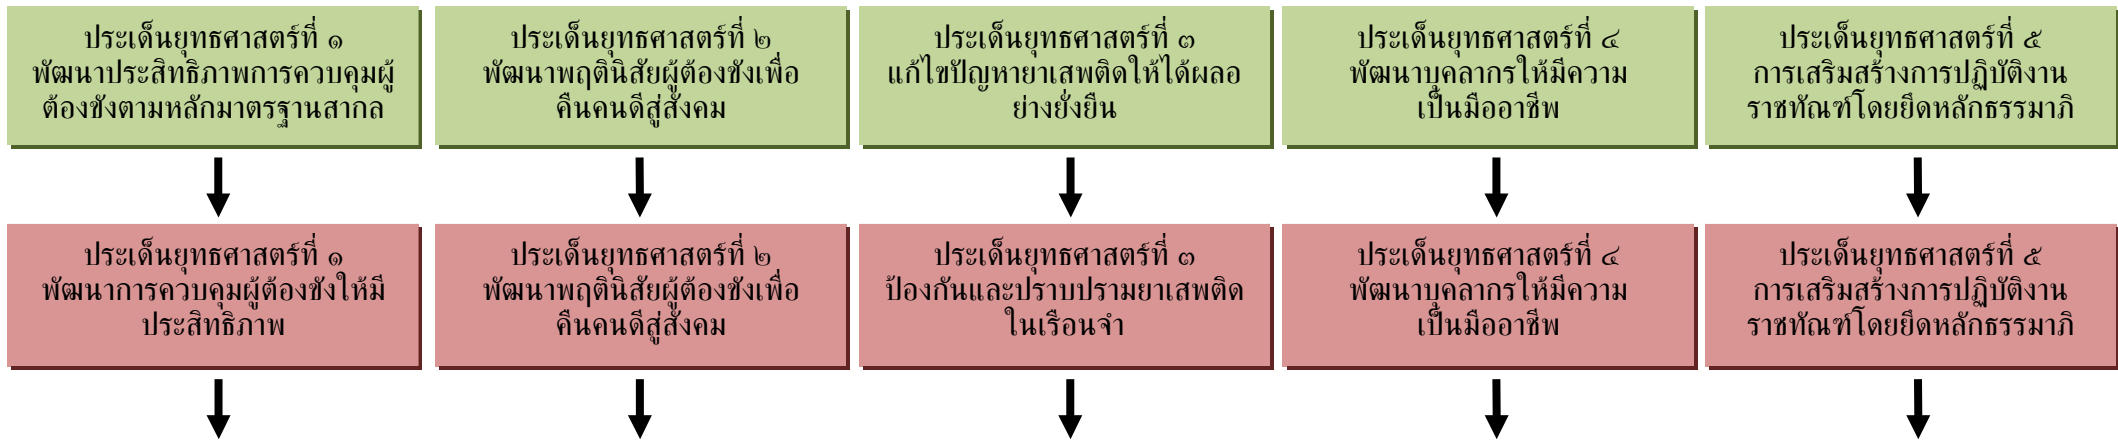 ประเด็นยุทธศาสตร์ที่ ๑
พัฒนาประสิทธิภาพการควบคุมผู้
ต้องขังตามหลักมาตรฐานสากล
ประเด็นยุทธศาสตร์ที่ ๒
พัฒนาพฤตินิสัยผู้ต้องขังเพื่อ
คืนคนดีสู่สังคม
ประเด็นยุทธศาสตร์ที่ ๓
แก้ไขปัญหายาเสพติดให้ได้ผลอ
ย่างยั่งยืน
ประเด็นยุทธศาสตร์ที่ ๔
พัฒนาบุคลากรให้มีความ
เป็นมืออาชีพ
ประเด็นยุทธศาสตร์ที่ ๕
การเสริมสร้างการปฏิบัติงาน
ราชทัณฑ์โดยยึดหลักธรรมาภิ
ประเด็นยุทธศาสตร์ที่ ๑
พัฒนาการควบคุมผู้ต้องขังให้มี
ประสิทธิภาพ
ประเด็นยุทธศาสตร์ที่ ๒
พัฒนาพฤตินิสัยผู้ต้องขังเพื่อ
คืนคนดีสู่สังคม
ประเด็นยุทธศาสตร์ที่ ๓
ป้องกันและปราบปรามยาเสพติด
ในเรือนจำ
ประเด็นยุทธศาสตร์ที่ ๔
พัฒนาบุคลากรให้มีความ
เป็นมืออาชีพ
ประเด็นยุทธศาสตร์ที่ ๕
การเสริมสร้างการปฏิบัติงาน
ราชทัณฑ์โดยยึดหลักธรรมาภิ